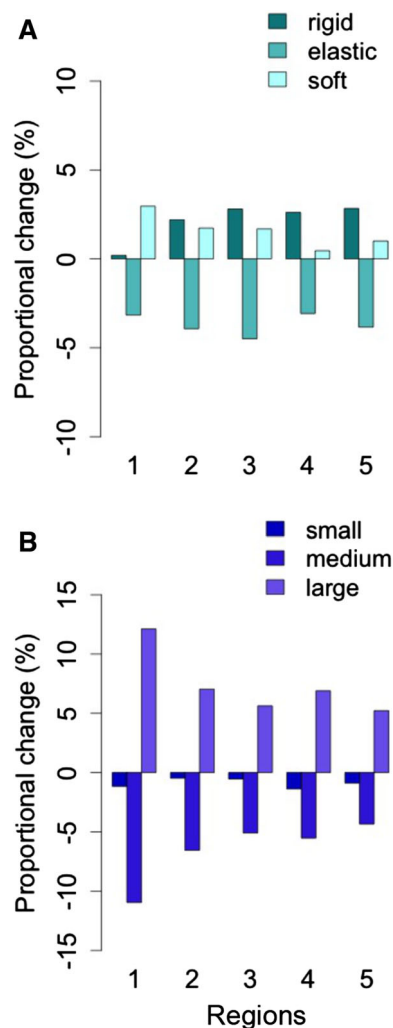 A
rigid
elastic
soft
Proportional change (%)
10
5
0
-5
-10
1 2 3 4 5
B
small
medium
large
Proportional change (%)
15
10
5
0
-5
-10
-15
1 2 3 4 5
Regions